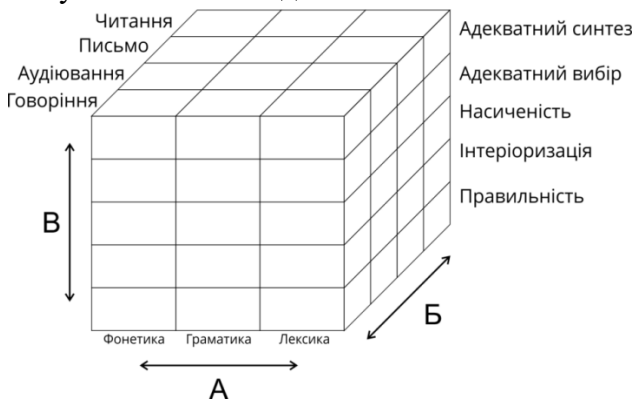 Читання
Письмо
Аудіювання
Говоріння
Адекватний синтез
Адекватний вибір
Насиченість
Інтеріоризація
Правильність
В
Б
Фонетика Граматика Лексика
А